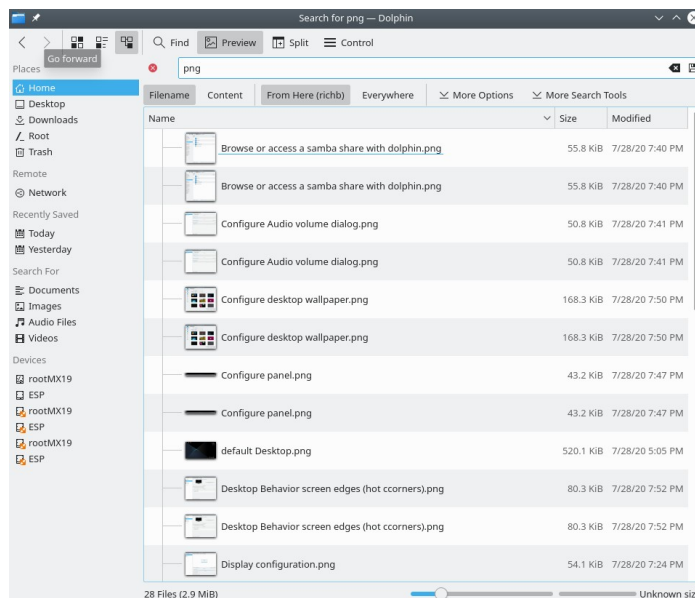 Search for png — Dolphin
Find Preview Split Control
Go forward
Places
png
Home
Desktop
Downloads
Root
Trash
Remote
Network
Recently Saved
Today
Yesterday
Search For
Documents
Images
Audio Files
Videos
Devices
rootMX19
ESP
rootMX19
ESP
rootMX19
ESP
Filename Content From Here (richb) Everywhere More Options More Search Tools
Name Size Modified
Browse or access a samba share with dolphin.png 55.8 KiB 7/28/20 7:40 PM
Browse or access a samba share with dolphin.png 55.8 KiB 7/28/20 7:40 PM
Configure Audio volume dialog.png 50.8 KiB 7/28/20 7:41 PM
Configure Audio volume dialog.png 50.8 KiB 7/28/20 7:41 PM
Configure desktop wallpaper.png 168.3 KiB 7/28/20 7:50 PM
Configure desktop wallpaper.png 168.3 KiB 7/28/20 7:50 PM
Configure panel.png 43.2 KiB 7/28/20 7:47 PM
Configure panel.png 43.2 KiB 7/28/20 7:47 PM
default Desktop.png 520.1 KiB 7/28/20 5:05 PM
Desktop Behavior screen edges (hot ccorners).png 80.3 KiB 7/28/20 7:52 PM
Desktop Behavior screen edges (hot ccorners).png 80.3 KiB 7/28/20 7:52 PM
Display configuration.png 54.1 KiB 7/28/20 7:24 PM
28 Files (2.9 MiB) Unknown siz